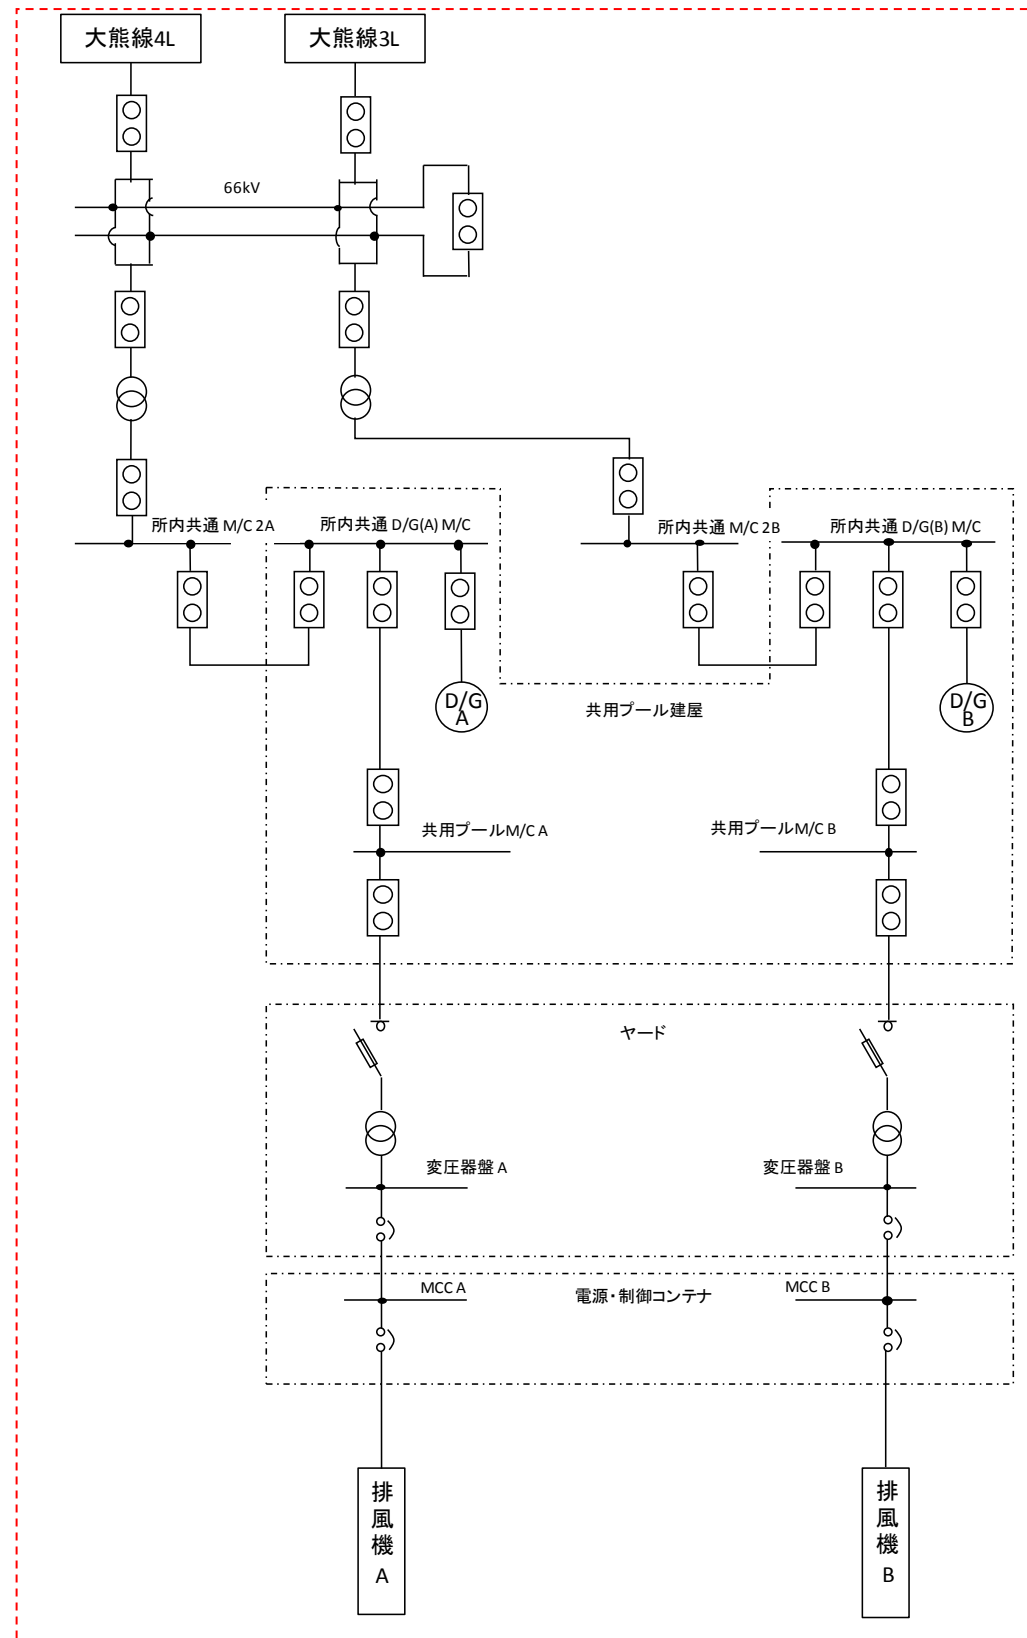 大熊線4L
大熊線3L
66kV
所内共通 M/C 2A
所内共通 D/G(A) M/C
所内共通 M/C 2B
所内共通 D/G(B) M/C
D/G
A
共用プール建屋
D/G
B
共用プールM/C A
共用プールM/C B
ヤード
変圧器盤 A
変圧器盤 B
MCC A
電源・制御コンテナ
MCC B
排風機A
排風機B